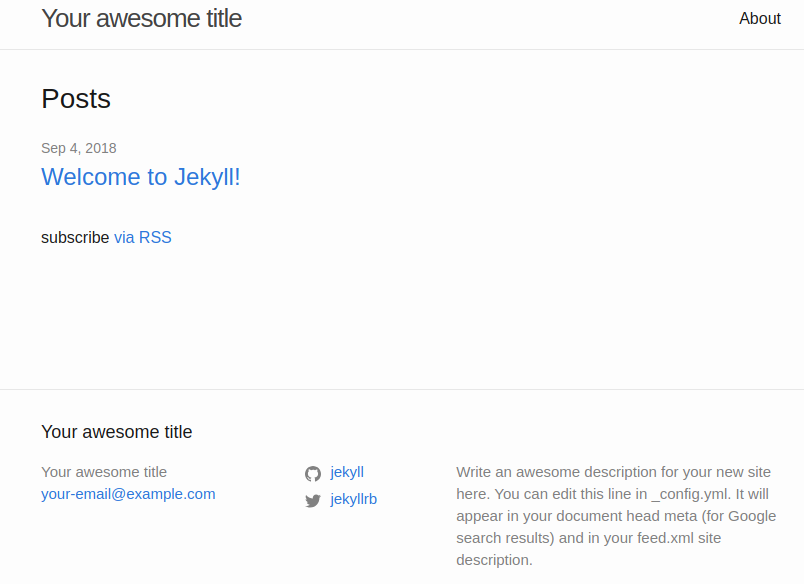 Your awesome title
About
Posts
Sep 4, 2018
Welcome to Jekyll!
subscribe via RSS
Your awesome title
Your awesome title
your-email@example.com
jekyll
jekyllrb
Write an awesome description for your new site
here. You can edit this line in _config.yml. It will
appear in your document head meta (for Google
search results) and in your feed.xml site
description.